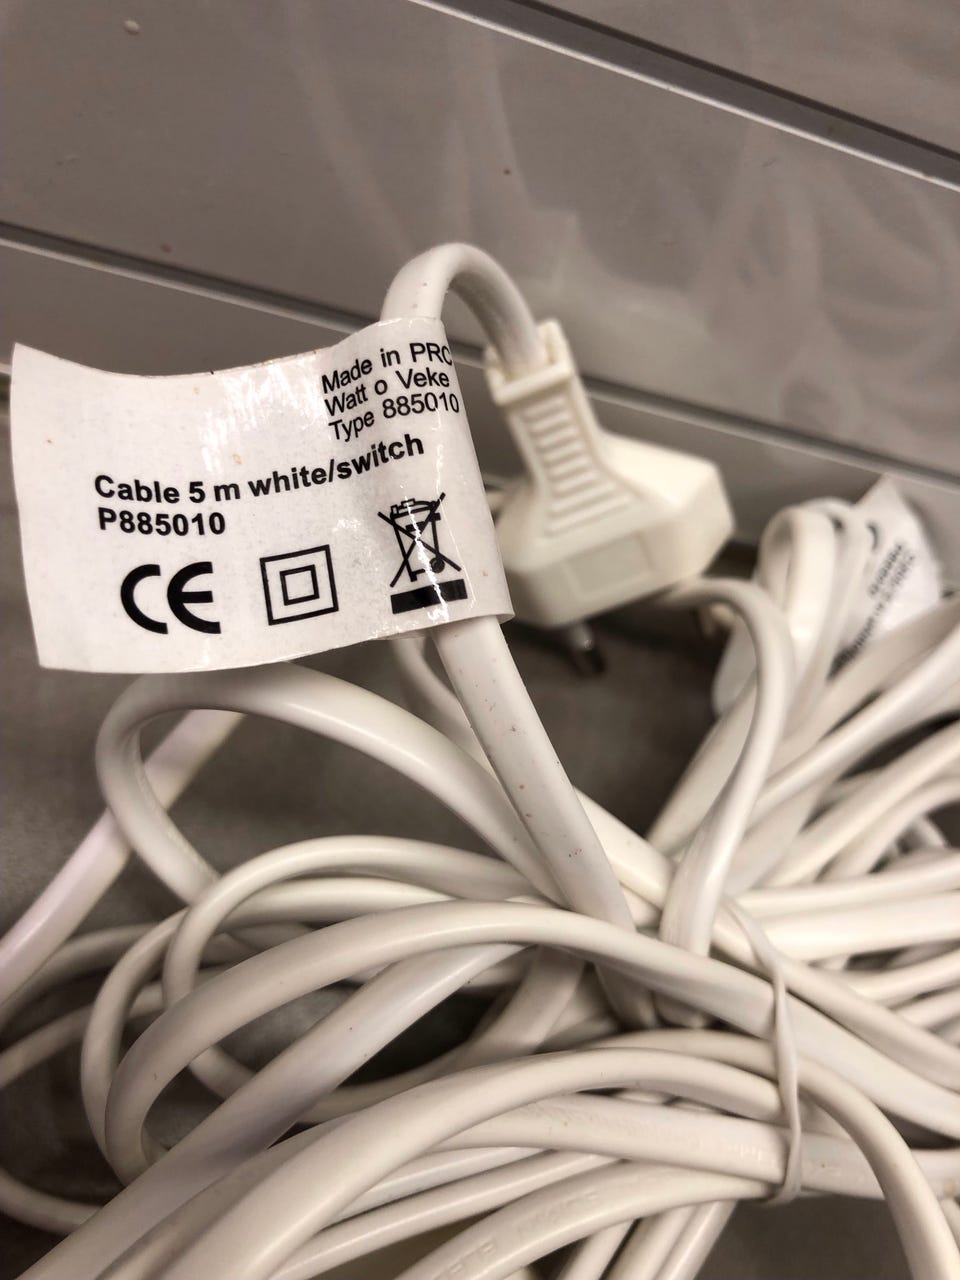 Made in PRC
Watt o Veke
Type 885010
Cable 5 m white/switch
P885010
CE